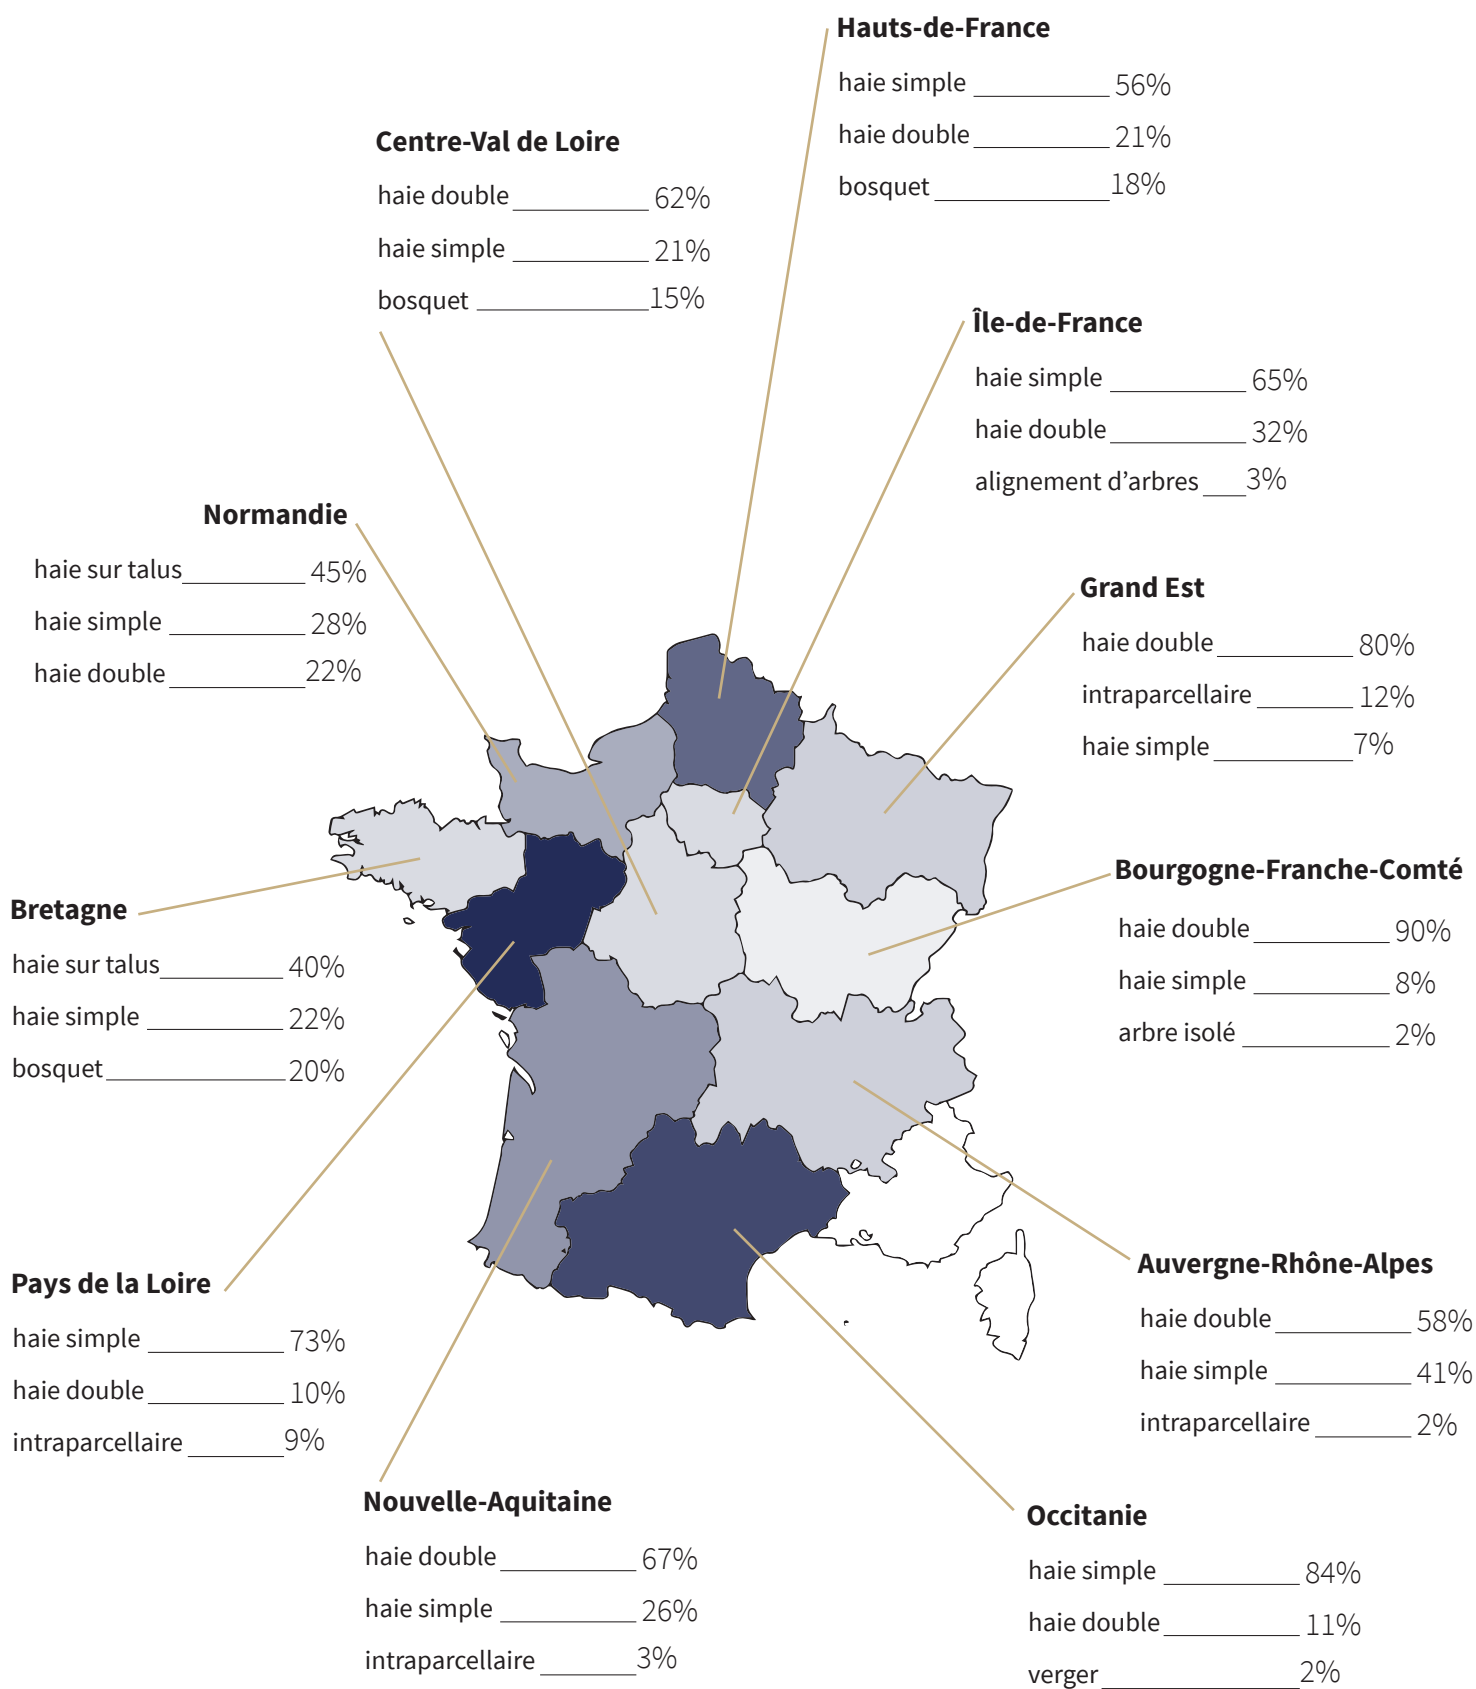 Hauts-de-France
haie simple 56%
haie double 21%
bosquet 18%
Centre-Val de Loire
haie double 62%
haie simple 21%
bosquet 15%
Île-de-France
haie simple 65%
haie double 32%
alignement d’arbres 3%
Normandie
haie sur talus 45%
haie simple 28%
haie double 22%
Grand Est
haie double 80%
intraparcellaire 12%
haie simple 7%
Bourgogne-Franche-Comté
haie double 90%
haie simple 8%
arbre isolé 2%
Bretagne
haie sur talus 40%
haie simple 22%
bosquet 20%
Pays de la Loire
haie simple 73%
haie double 10%
intraparcellaire 9%
Auvergne-Rhône-Alpes
haie double 58%
haie simple 41%
intraparcellaire 2%
Nouvelle-Aquitaine
haie double 67%
haie simple 26%
intraparcellaire 3%
Occitanie
haie simple 84%
haie double 11%
verger 2%